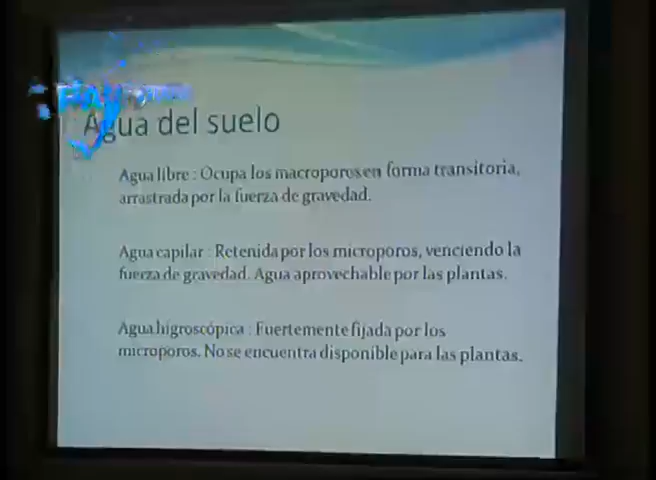 Agua del suelo
Agua libre : Ocupa los macroporos en forma transitoria,
arrastrada por la fuerza de gravedad.
Agua capilar : Retenida por los microporos, venciendo la
fuerza de gravedad. Agua aprovechable por las plantas.
Agua higroscópica : Fuertemente fijada por los
microporos. No se encuentra disponible para las plantas.